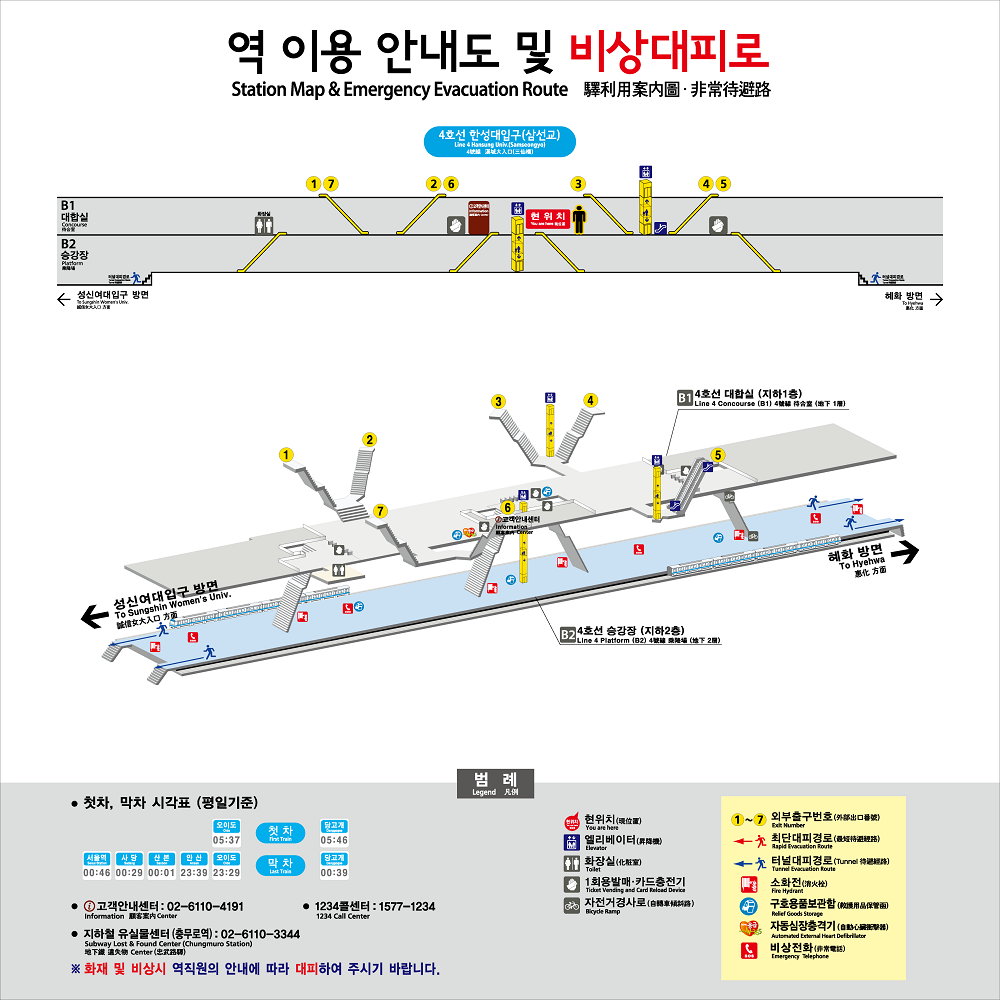 역 이용 안내도 및 비상대피로
Station Map & Emergency Evacuation Route 驛利用案內圖·非常待避路
4호선 한성대입구(삼선교)
Line 4 Hansung Univ.(Samseongyo)
4號線 漢城大入口(三仙橋)
1 7 2 6 3 4 5
B1
대합실
Concourse
待合室
화장실
현위치
You are here 現位置
B2
승강장
Platform
乘降場
터널대피경로
터널대피경로
성신여대입구 방면
To Sungshin Women's Univ.
誠信女大入口 方面
혜화 방면
To Hyehwa
惠化 方面
B1 4호선 대합실 (지하1층)
Line 4 Concourse (B1) 4號線 待合室 (地下 1層)
3 4
2
1
5
7
6
고객안내센터
Information
顧客案內 Center
성신여대입구 방면
To Sungshin Women's Univ.
誠信女大入口 方面
혜화 방면
To Hyehwa
惠化 方面
B2 4호선 승강장 (지하2층)
Line 4 Platform (B2) 4號線 乘降場 (地下 2層)
범 례
Legend 凡例
• 첫차, 막차 시각표 (평일기준)
오이도 첫 차 당고개
First Train
05:37 05:46
서울역 사 당 산 본 안 산 오이도 막 차 당고개
Last Train
00:46 00:29 00:01 23:39 23:29 00:39
• 고객안내센터 : 02-6110-4191
Information 顧客案內 Center
• 1234콜센터 : 1577-1234
1234 Call Center
• 지하철 유실물센터 (충무로역) : 02-6110-3344
Subway Lost & Found Center (Chungmuro Station)
地下鐵 遺失物 Center (忠武路驛)
※ 화재 및 비상시 역직원의 안내에 따라 대피하여 주시기 바랍니다.
현위치(現位置)
You are here
엘리베이터(昇降機)
Elevator
화장실(化粧室)
Toilet
1회용발매·카드충전기
Ticket Vending and Card Reload Device
자전거경사로(自轉車傾斜路)
Bicycle Ramp
1 ~ 7 외부출구번호(外部出口番號)
Exit Number
최단대피경로(最短待避經路)
Rapid Evacuation Route
터널대피경로(Tunnel 待避經路)
Tunnel Evacuation Route
소화전(消火栓)
Fire Hydrant
구호용품보관함(救護用品保管函)
Relief Goods Storage
자동심장충격기(自動心臟衝擊器)
Automated External Heart Defibrillator
비상전화(非常電話)
Emergency Telephone